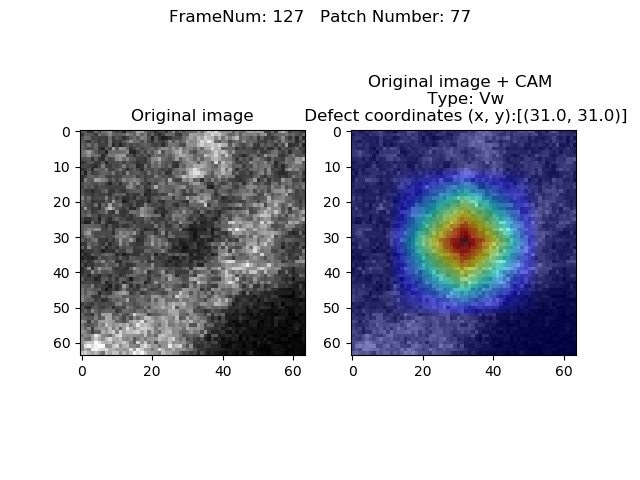 FrameNum: 127   Patch Number: 77
Original image + CAM
Type: Vw
Original image
Defect coordinates (x, y):[(31.0, 31.0)]
0
10
20
30
40
50
60
0 20 40 60
0
10
20
30
40
50
60
0 20 40 60